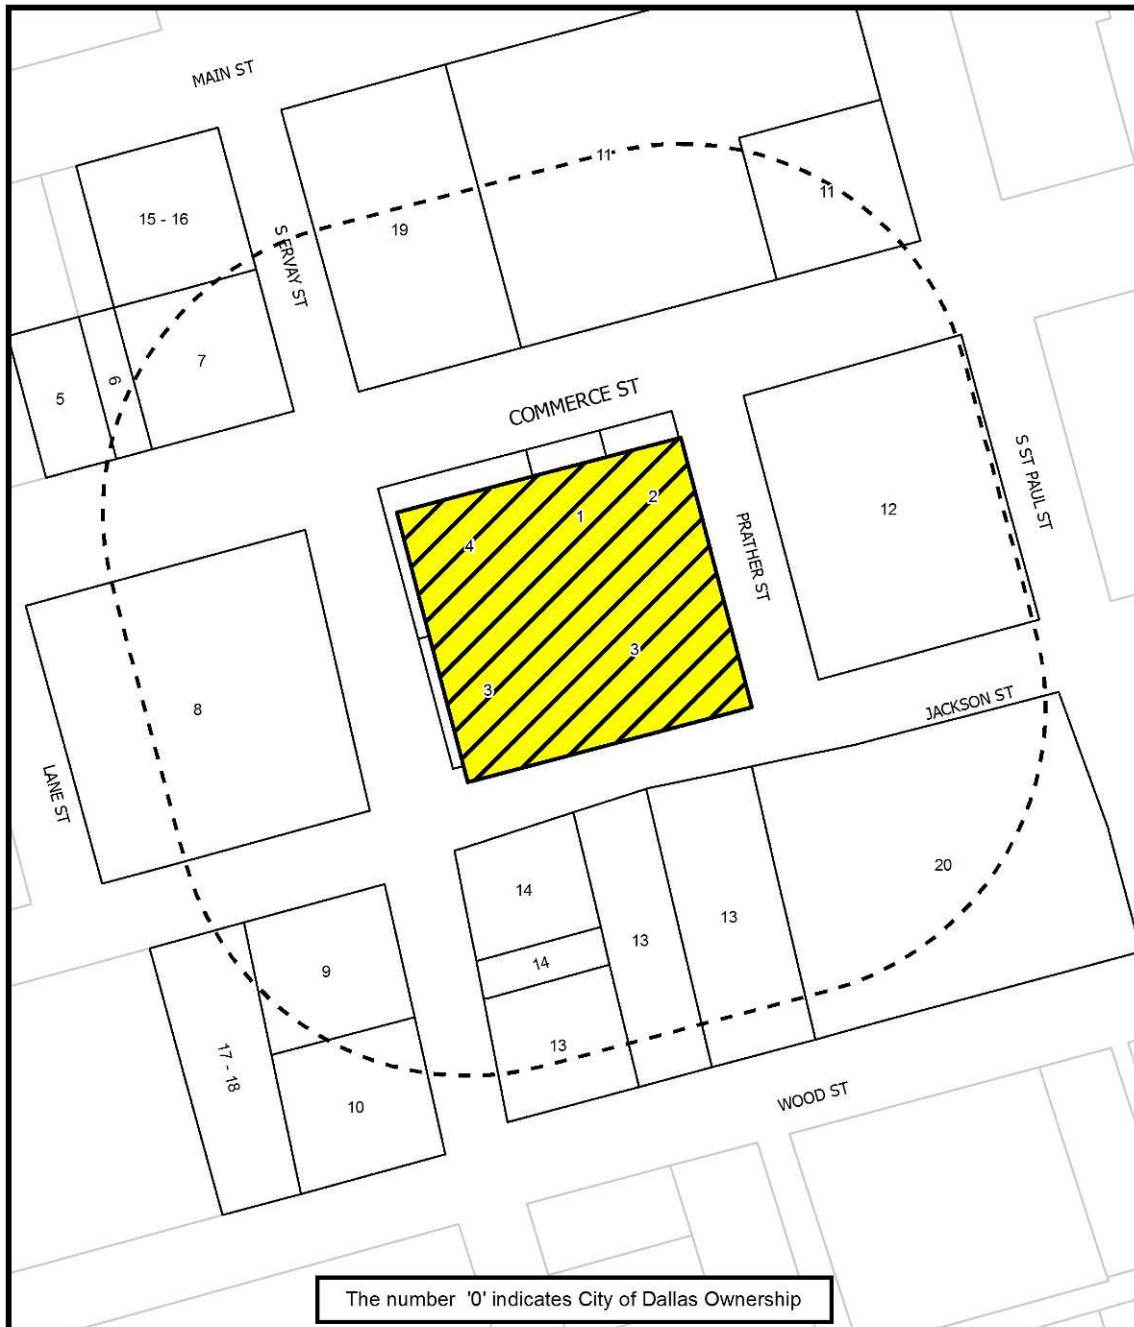 MAIN ST
11
11
15 - 16
19
S ERVAY ST
7
6
5
COMMERCE ST
S ST PAUL ST
2
1
12
4
PRATHER ST
3
3
8
JACKSON ST
LANE ST
20
14
13
13
14
9
13
17 - 18
10
WOOD ST
The number '0' indicates City of Dallas Ownership